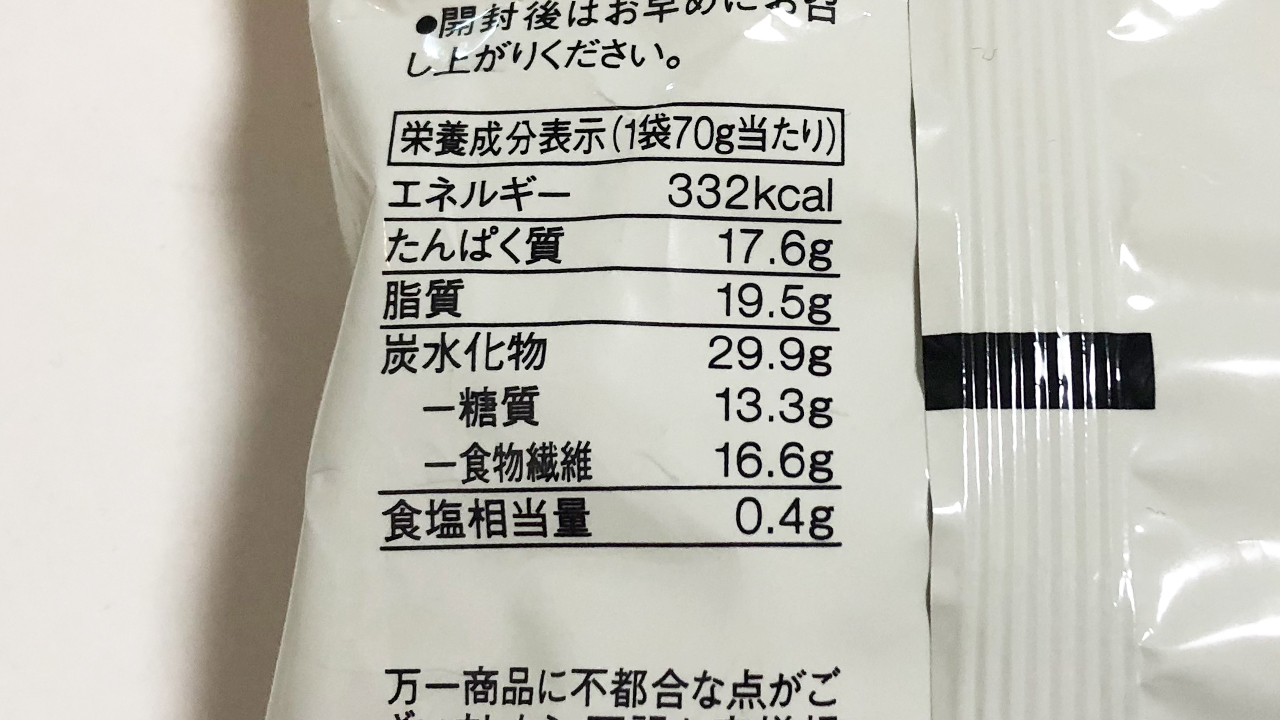 ●開封後はお早めにお召
し上がりください。
栄養成分表示(1袋70g当たり)
エネルギー 332kcal
たんぱく質 17.6g
脂質 19.5g
炭水化物 29.9g
－糖質 13.3g
－食物繊維 16.6g
食塩相当量 0.4g
万一商品に不都合な点がご